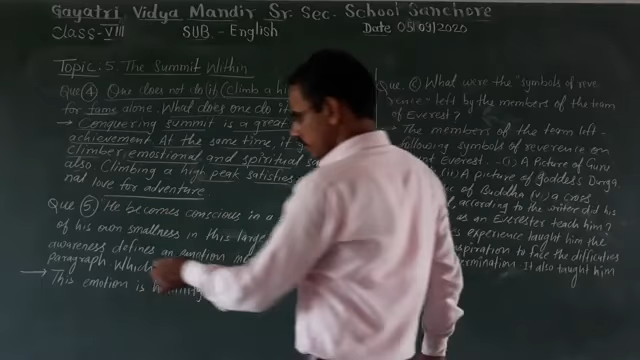 Gayatri Vidya Mandir Sr. Sec. School Sanchore
Class-VIII SUB.- English Date 05/09/2020
Topic.5. The Summit Within
Que (4) One does not do it (Climb a hi
for fame alone. What does one do it
→ Conquering summit is a great
achievement. At the same time, it
climber, emostional and spiritual sa
also Climbing a high peak satisfies
nal love for adventure
Que (5) He becomes conscious in a
of his own smallness in this large
awareness defines an emotion me
paragraph. Which
→ This emotion is
Que. (6) What were the "symbols of reve
rence" left by the members of the team
of Everest?
→ The members of the team left
following symbols of reverence on
unt Everest. - (i) A Picture of Guru
(iii) A picture of goddess Durga.
of Buddha (v.) a cross
according to the writer did his
as an Everester teach him?
experience taught him the
inspiration to face the difficulties
ermination. It also taught him